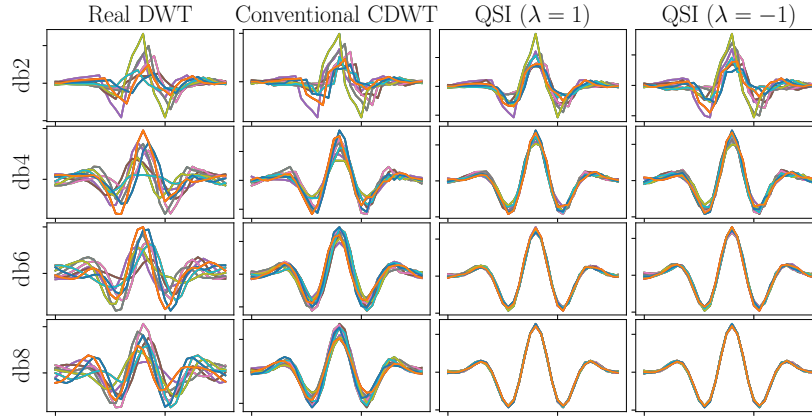 Real DWT Conventional CDWT QSI (λ = 1) QSI (λ = −1)
db2
db4
db6
db8